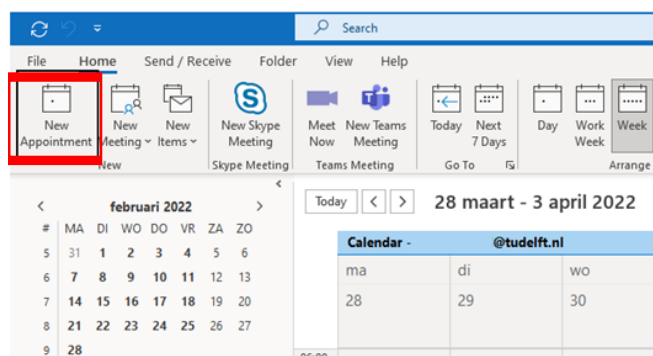 Search
File Home Send / Receive Folder View Help
New Appointment
New Meeting
New Items
New Skype Meeting
Meet Now
New Teams Meeting
Today
Next 7 Days
Day
Work Week
Week
New
Skype Meeting
Teams Meeting
Go To
Arrange
februari 2022
# MA DI WO DO VR ZA ZO
5 31 1 2 3 4 5 6
6 7 8 9 10 11 12 13
7 14 15 16 17 18 19 20
8 21 22 23 24 25 26 27
9 28
Today
28 maart - 3 april 2022
Calendar - @tudelft.nl
ma di wo
28 29 30